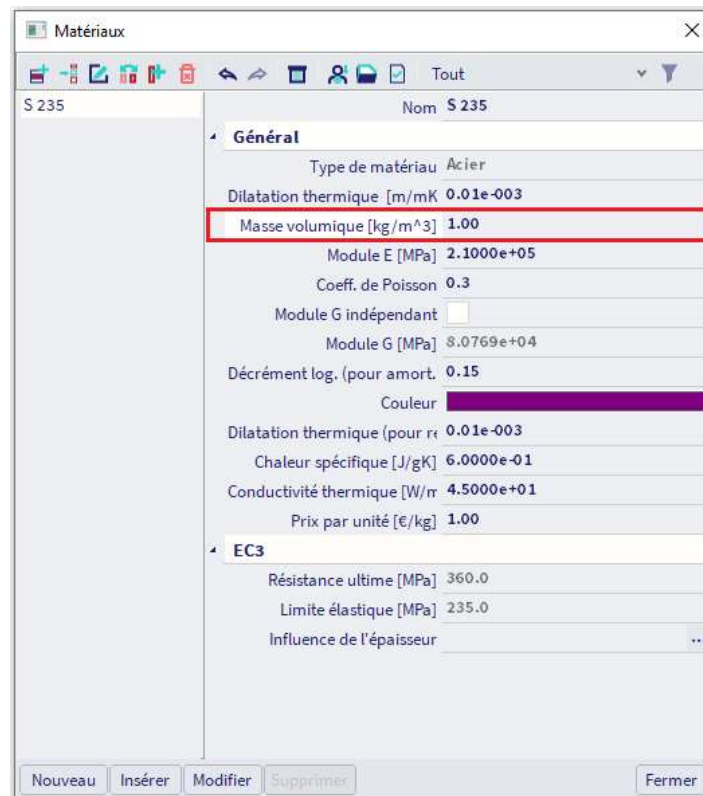 Matériaux
Tout
S 235
Nom S 235
Général
Type de matériau Acier
Dilatation thermique [m/mK 0.01e-003
Masse volumique [kg/m^3] 1.00
Module E [MPa] 2.1000e+05
Coeff. de Poisson 0.3
Module G indépendant
Module G [MPa] 8.0769e+04
Décrément log. (pour amort. 0.15
Couleur
Dilatation thermique (pour re 0.01e-003
Chaleur spécifique [J/gK] 6.0000e-01
Conductivité thermique [W/m 4.5000e+01
Prix par unité [€/kg] 1.00
EC3
Résistance ultime [MPa] 360.0
Limite élastique [MPa] 235.0
Influence de l'épaisseur ..
Nouveau Insérer Modifier Supprimer Fermer